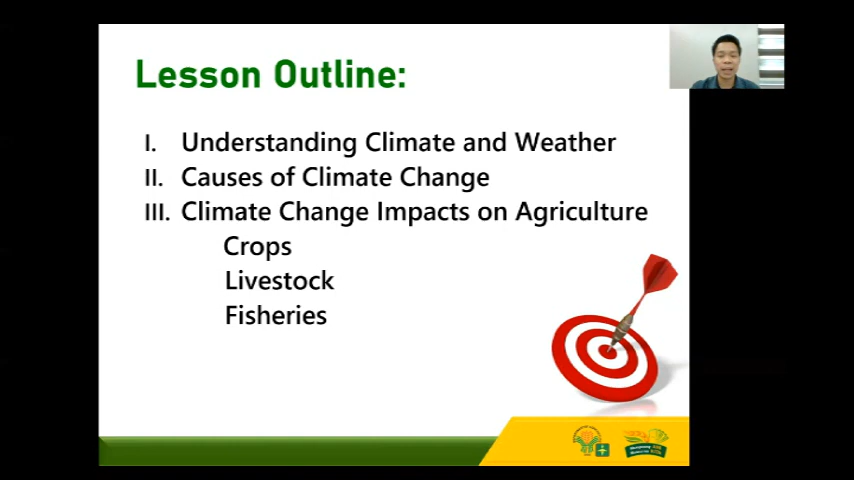 Lesson Outline:
I. Understanding Climate and Weather
II. Causes of Climate Change
III. Climate Change Impacts on Agriculture
Crops
Livestock
Fisheries